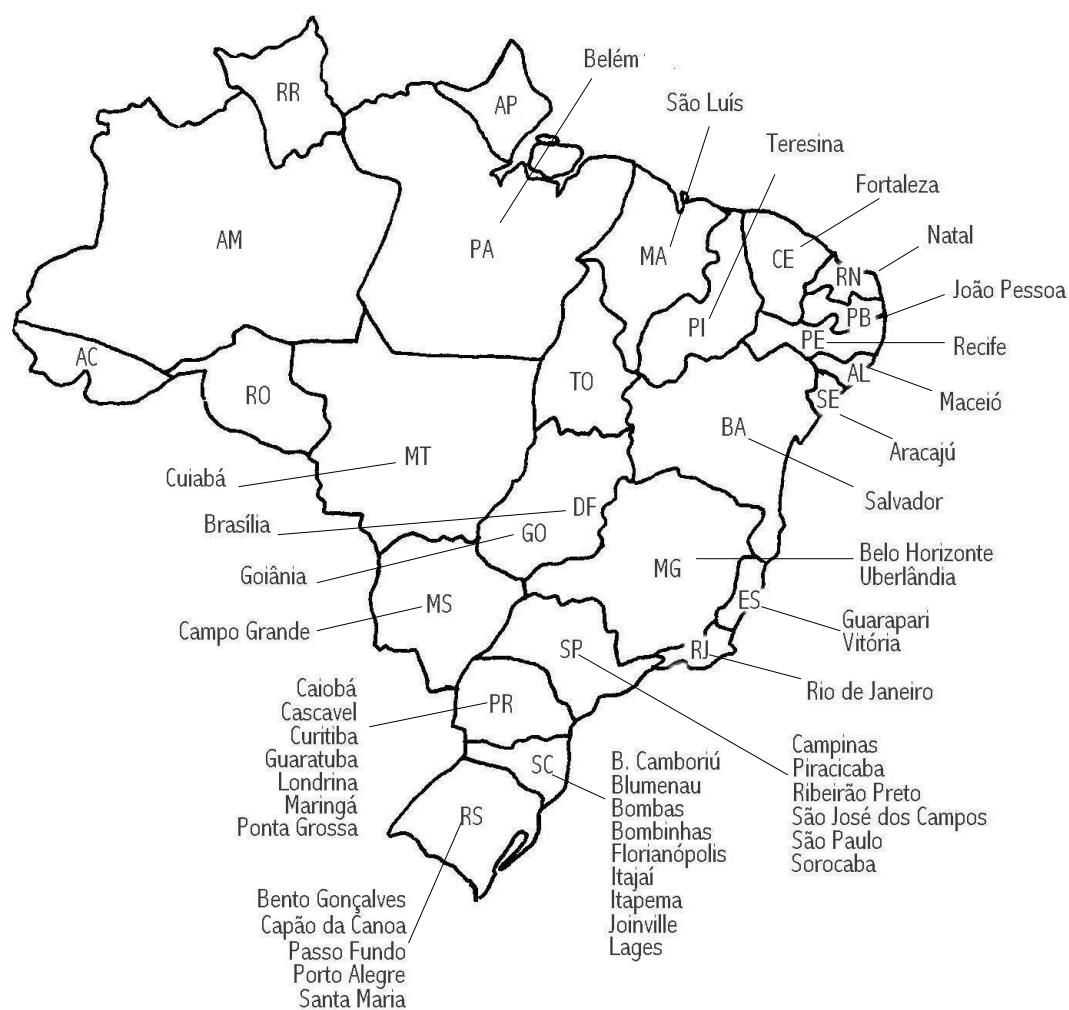 Belém
RR
AP
São Luís
Teresina
Fortaleza
AM
PA
MA
CE
Natal
RN
João Pessoa
PB
PI
PE
Recife
AC
AL
Maceió
TO
RO
SE
BA
Aracajú
MT
Cuiabá
Salvador
DF
Brasília
GO
Belo Horizonte
Uberlândia
MG
Goiânia
MS
ES
Guarapari
Vitória
Campo Grande
SP
RJ
Rio de Janeiro
Caiobá
Cascavel
Curitiba
Guaratuba
Londrina
Maringá
Ponta Grossa
PR
SC
B. Camboriú
Blumenau
Bombas
Bombinhas
Florianópolis
Itajaí
Itapema
Joinville
Lages
Campinas
Piracicaba
Ribeirão Preto
São José dos Campos
São Paulo
Sorocaba
RS
Bento Gonçalves
Capão da Canoa
Passo Fundo
Porto Alegre
Santa Maria